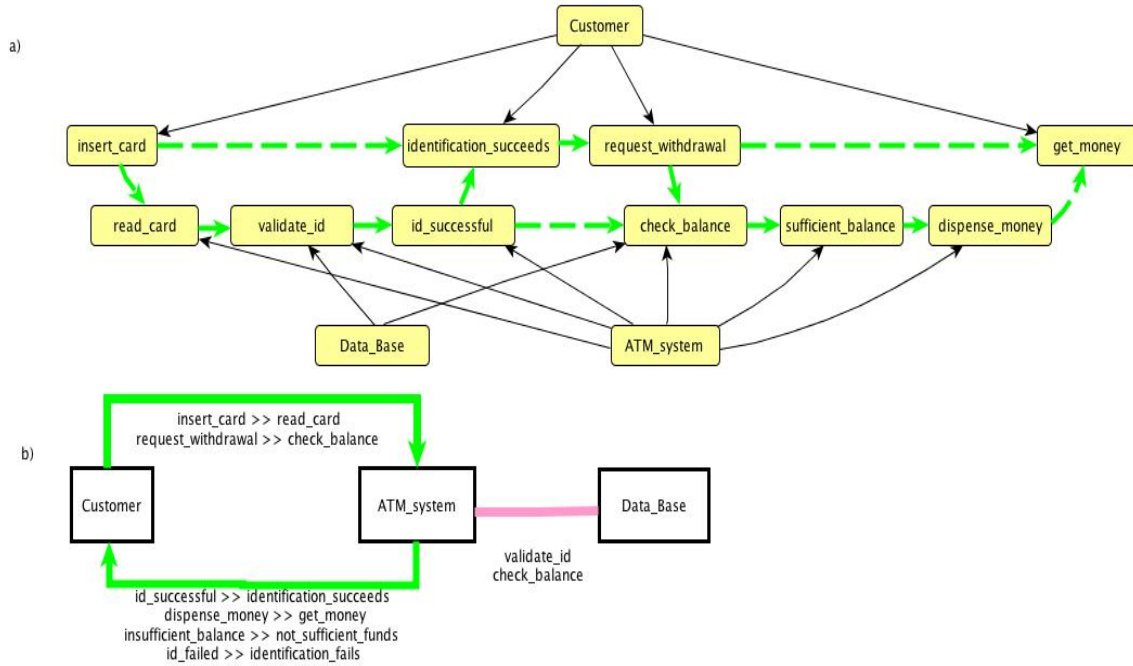 Customer
a)
insert_card
identification_succeeds
request_withdrawal
get_money
read_card
validate_id
id_successful
check_balance
sufficient_balance
dispense_money
Data_Base
ATM_system
insert_card >> read_card
request_withdrawal >> check_balance
b)
Customer
ATM_system
Data_Base
validate_id
check_balance
id_successful >> identification_succeeds
dispense_money >> get_money
insufficient_balance >> not_sufficient_funds
id_failed >> identification_fails